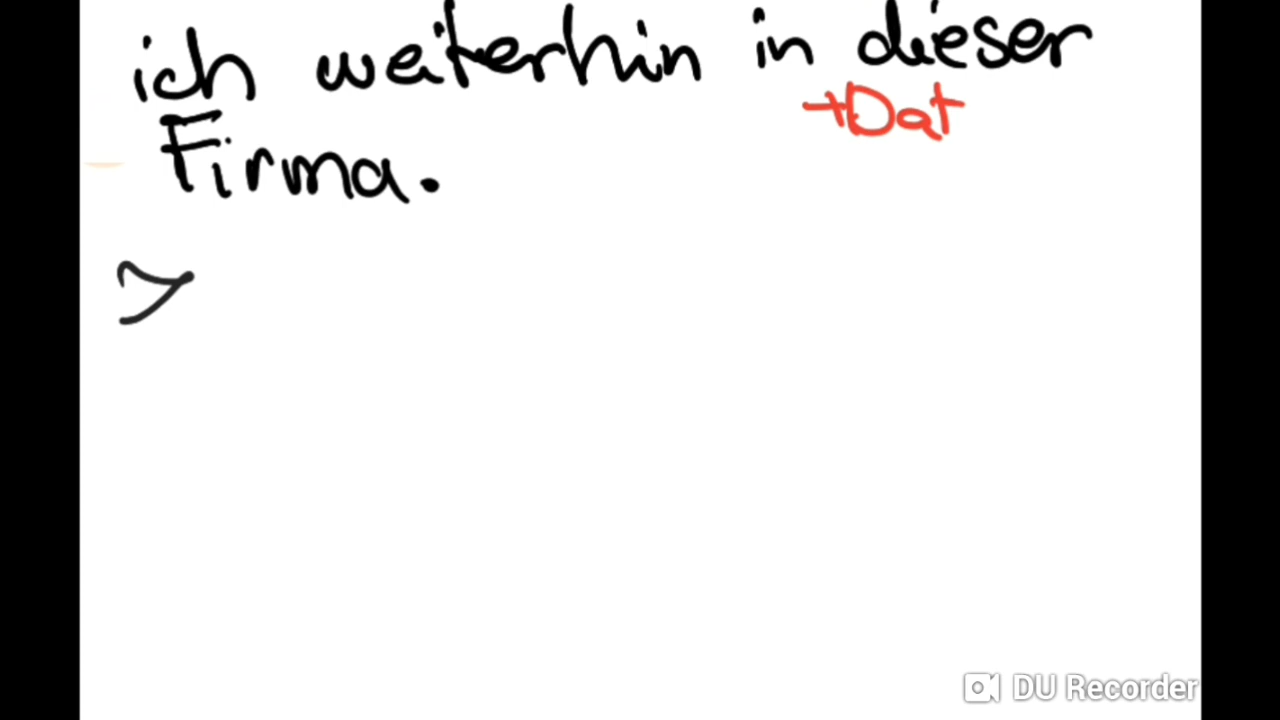 ich weiterhin in dieser
+Dat
Firma.
>
DU Recorder